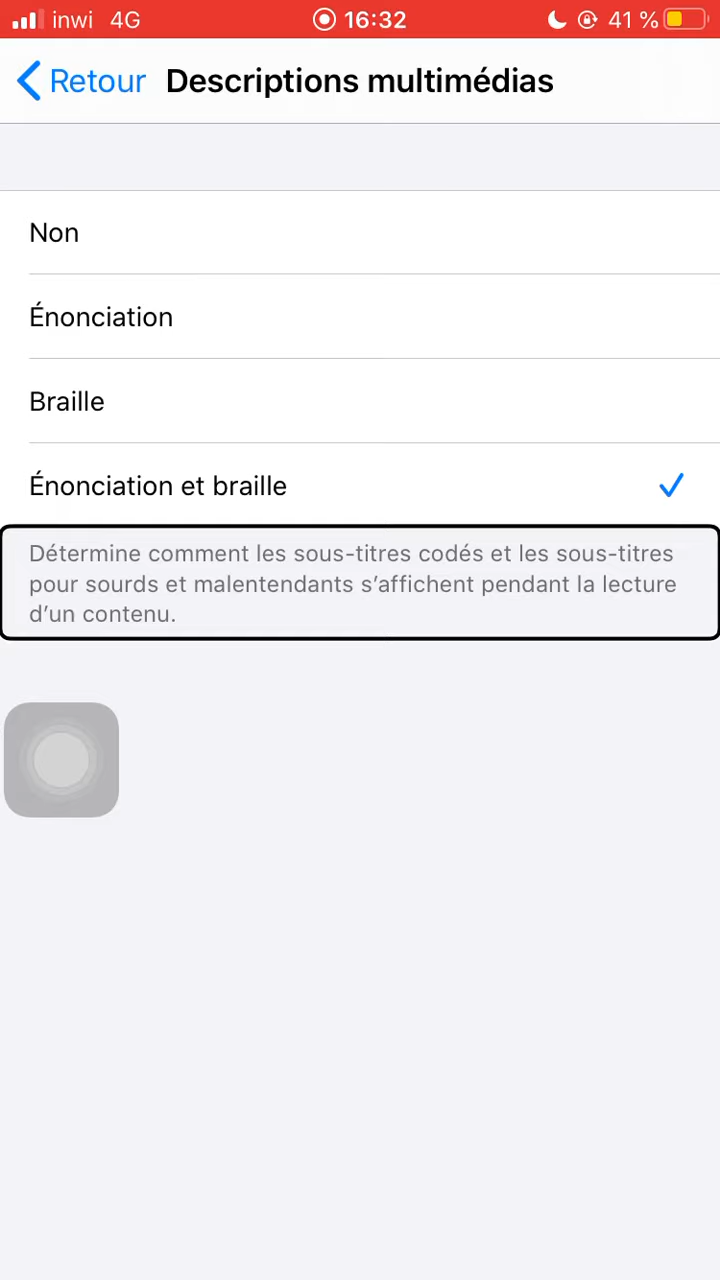 inwi 4G 16:32 41 %
Retour Descriptions multimédias
Non
Énonciation
Braille
Énonciation et braille
Détermine comment les sous-titres codés et les sous-titres
pour sourds et malentendants s’affichent pendant la lecture
d’un contenu.